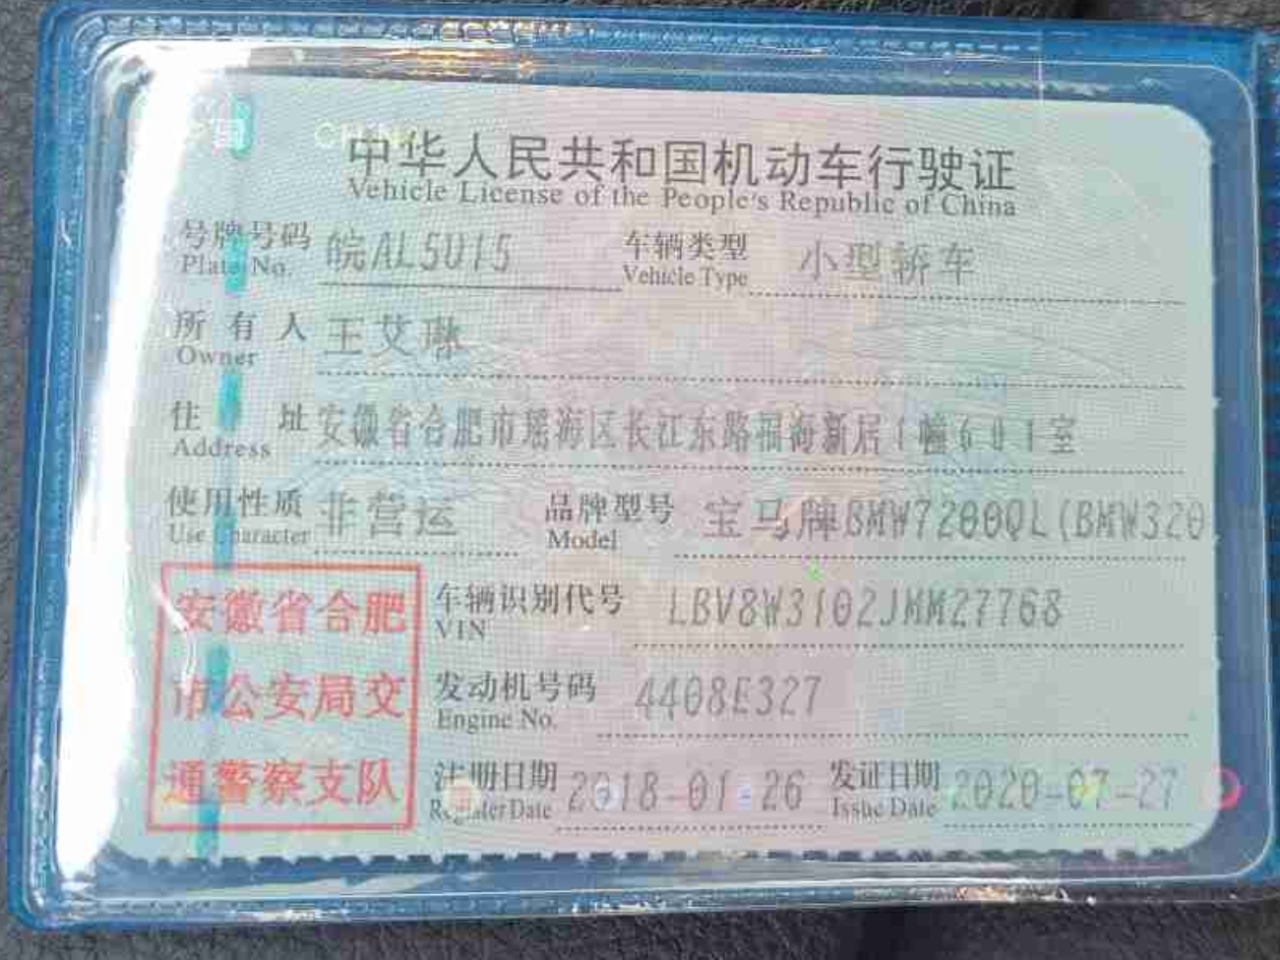 中国 CHINA
中华人民共和国机动车行驶证
Vehicle License of the People's Republic of China
号牌号码 皖AL5U15 车辆类型 小型轿车
Plate No. Vehicle Type
所有人 王艾琳
Owner
住址 安徽省合肥市瑶海区长江东路福海新居1幢601室
Address
使用性质 非营运 品牌型号 宝马牌BMW7200QL(BMW320
Use Character Model
安徽省合肥
市公安局交
通警察支队
车辆识别代号 LBV8W3102JMM27768
VIN
发动机号码 4408E327
Engine No.
注册日期 2018-01-26 发证日期 2020-07-27
Register Date Issue Date